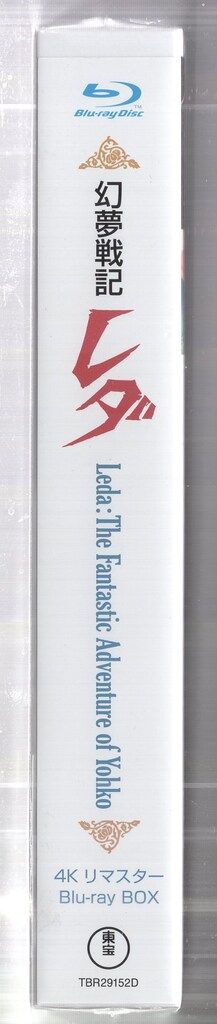 Blu-ray Disc™
幻夢戦記
レダ
Leda: The Fantastic Adventure of Yohko
4K リマスター
Blu-ray BOX
東宝
TBR29152D